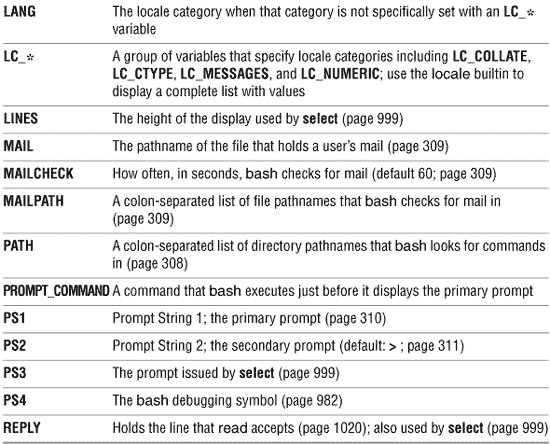 LANG The locale category when that category is not specifically set with an LC_*
variable
LC_* A group of variables that specify locale categories including LC_COLLATE,
LC_CTYPE, LC_MESSAGES, and LC_NUMERIC; use the locale builtin to
display a complete list with values
LINES The height of the display used by select (page 999)
MAIL The pathname of the file that holds a user's mail (page 309)
MAILCHECK How often, in seconds, bash checks for mail (default 60; page 309)
MAILPATH A colon-separated list of file pathnames that bash checks for mail in
(page 309)
PATH A colon-separated list of directory pathnames that bash looks for commands
in (page 308)
PROMPT_COMMAND A command that bash executes just before it displays the primary prompt
PS1 Prompt String 1; the primary prompt (page 310)
PS2 Prompt String 2; the secondary prompt (default: > ; page 311)
PS3 The prompt issued by select (page 999)
PS4 The bash debugging symbol (page 982)
REPLY Holds the line that read accepts (page 1020); also used by select (page 999)